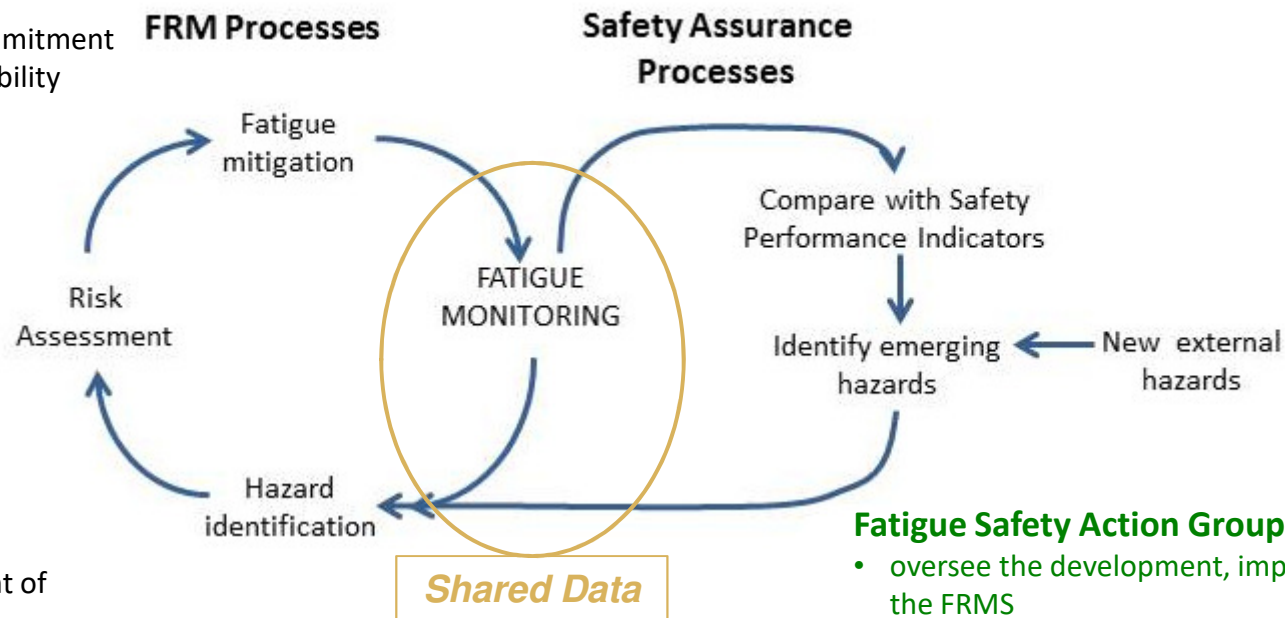 mitment
bility
FRM Processes
Safety Assurance
Processes
Fatigue
mitigation
Compare with Safety
Performance Indicators
FATIGUE
MONITORING
Risk
Assessment
Identify emerging
hazards
New external
hazards
Hazard
identification
Shared Data
nt of
Fatigue Safety Action Group
• oversee the development, imp
the FRMS